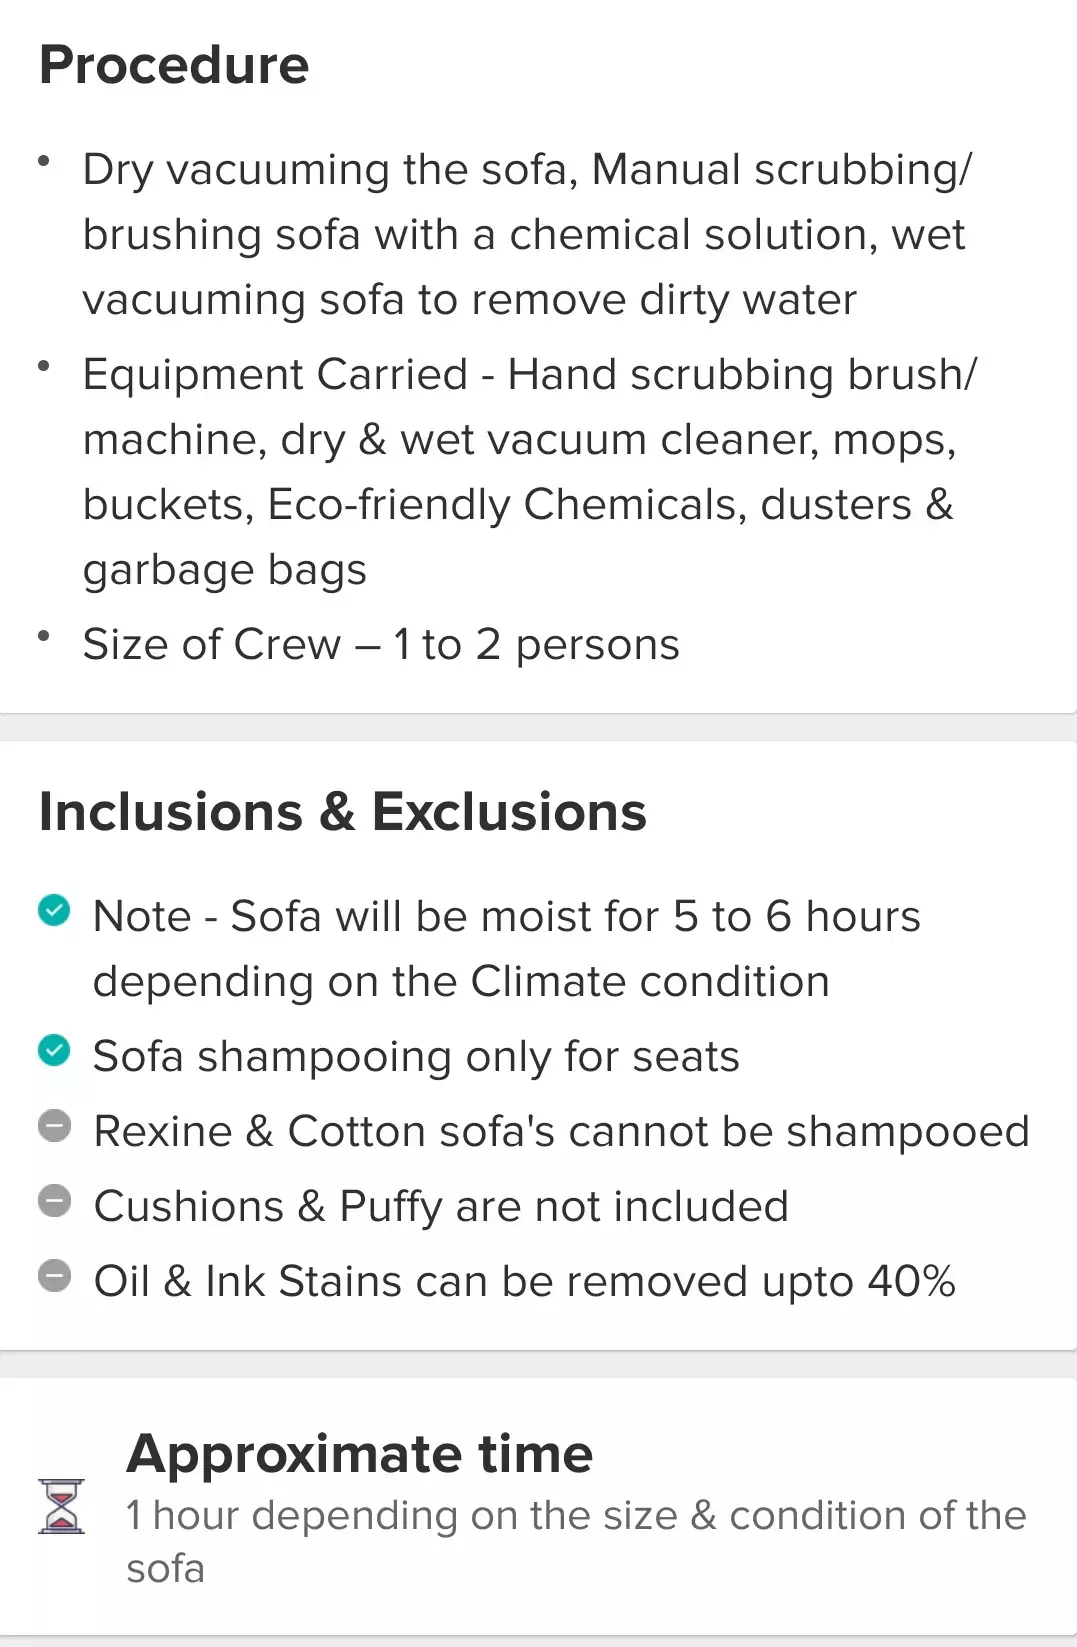 Procedure
• Dry vacuuming the sofa, Manual scrubbing/
brushing sofa with a chemical solution, wet
vacuuming sofa to remove dirty water
• Equipment Carried - Hand scrubbing brush/
machine, dry & wet vacuum cleaner, mops,
buckets, Eco-friendly Chemicals, dusters &
garbage bags
• Size of Crew – 1 to 2 persons
Inclusions & Exclusions
Note - Sofa will be moist for 5 to 6 hours
depending on the Climate condition
Sofa shampooing only for seats
Rexine & Cotton sofa's cannot be shampooed
Cushions & Puffy are not included
Oil & Ink Stains can be removed upto 40%
Approximate time
1 hour depending on the size & condition of the
sofa